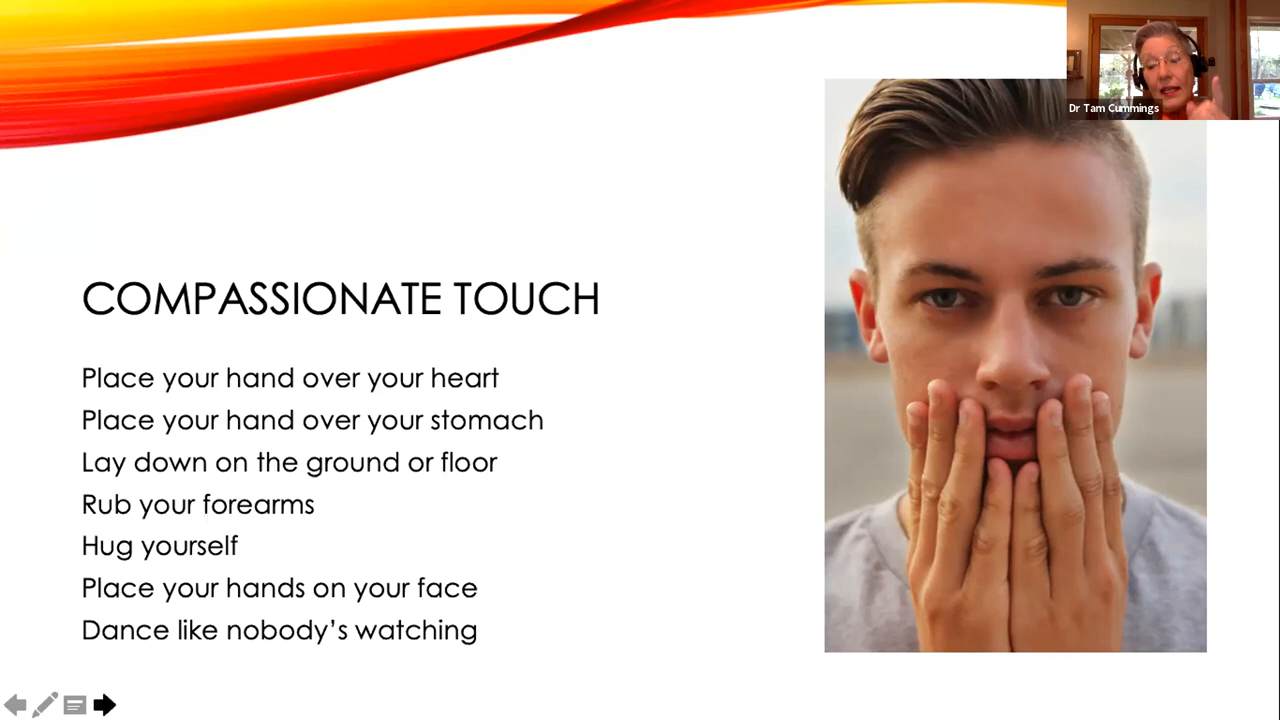 Dr Tam Cummings
COMPASSIONATE TOUCH
Place your hand over your heart
Place your hand over your stomach
Lay down on the ground or floor
Rub your forearms
Hug yourself
Place your hands on your face
Dance like nobody’s watching